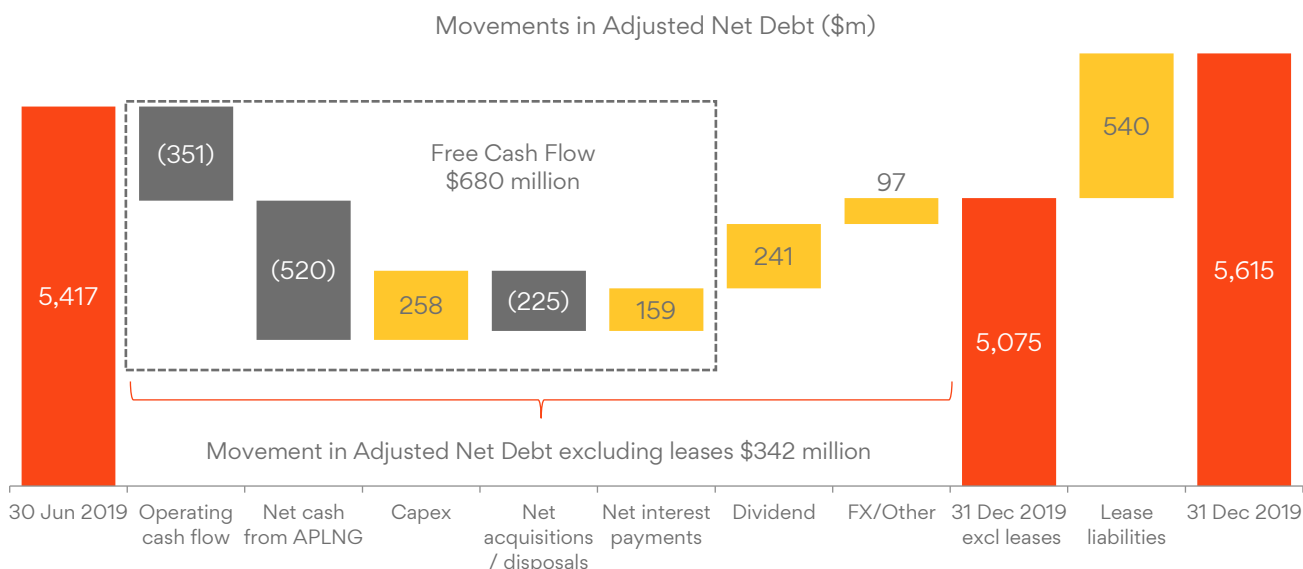 Movements in Adjusted Net Debt ($m)
5,417
(351)
(520)
258
(225)
159
Free Cash Flow
$680 million
241
97
5,075
540
5,615
Movement in Adjusted Net Debt excluding leases $342 million
30 Jun 2019
Operating
cash flow
Net cash
from APLNG
Capex
Net
acquisitions
/ disposals
Net interest
payments
Dividend
FX/Other
31 Dec 2019
excl leases
Lease
liabilities
31 Dec 2019